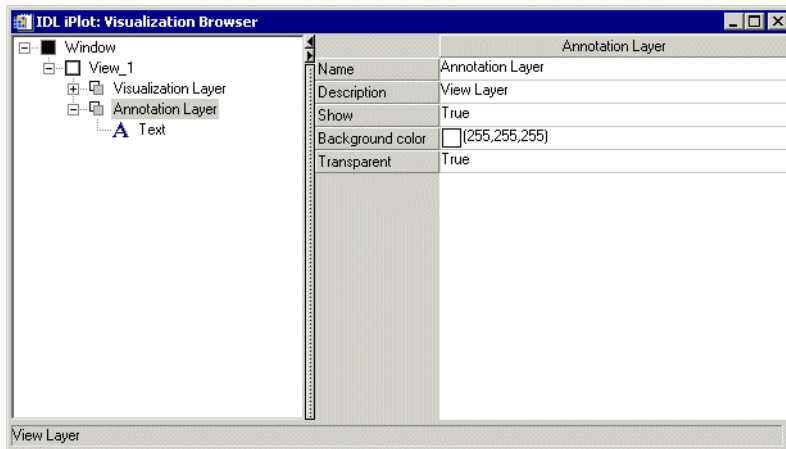 IDL iPlot: Visualization Browser
Window
View_1
Visualization Layer
Annotation Layer
A Text
Annotation Layer
Name Annotation Layer
Description View Layer
Show True
Background color (255,255,255)
Transparent True
View Layer